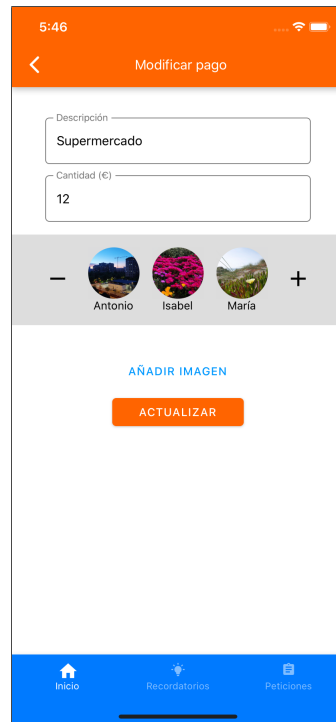 5:46
Modificar pago
Descripción
Supermercado
Cantidad (€)
12
Antonio Isabel María
AÑADIR IMAGEN
ACTUALIZAR
Inicio Recordatorios Peticiones